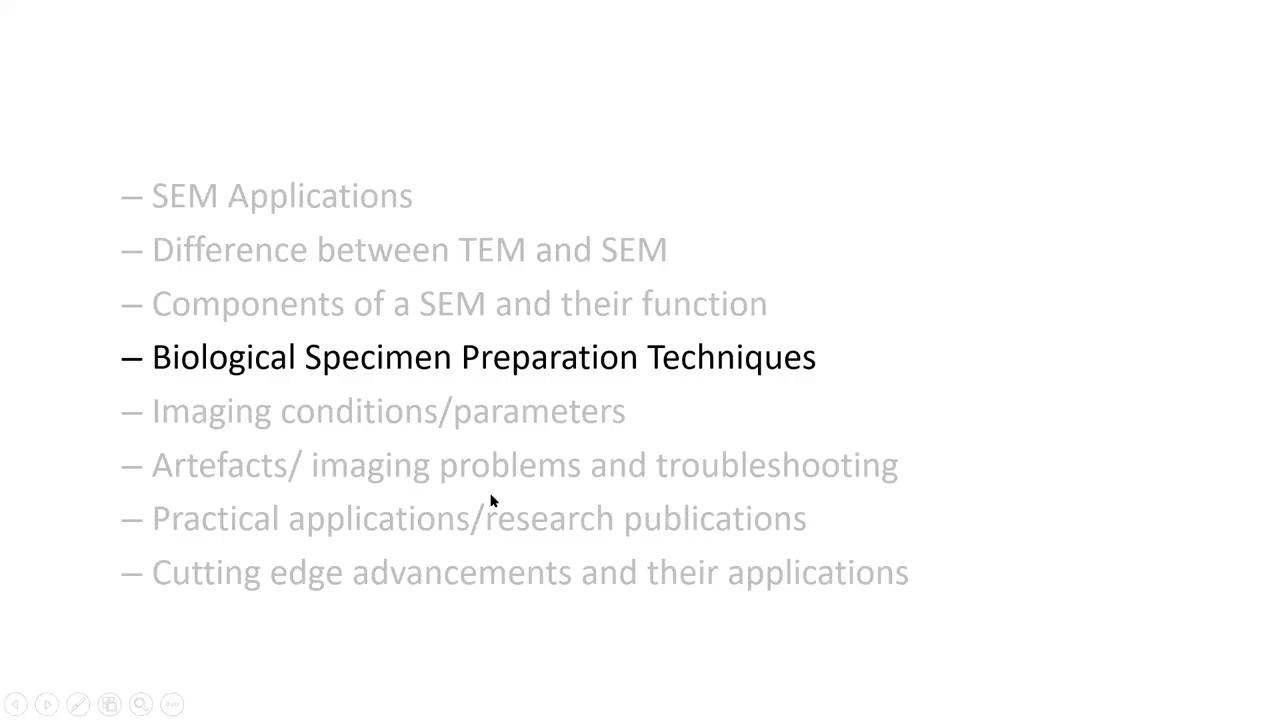 – SEM Applications
– Difference between TEM and SEM
– Components of a SEM and their function
– Biological Specimen Preparation Techniques
– Imaging conditions/parameters
– Artefacts/ imaging problems and troubleshooting
– Practical applications/research publications
– Cutting edge advancements and their applications